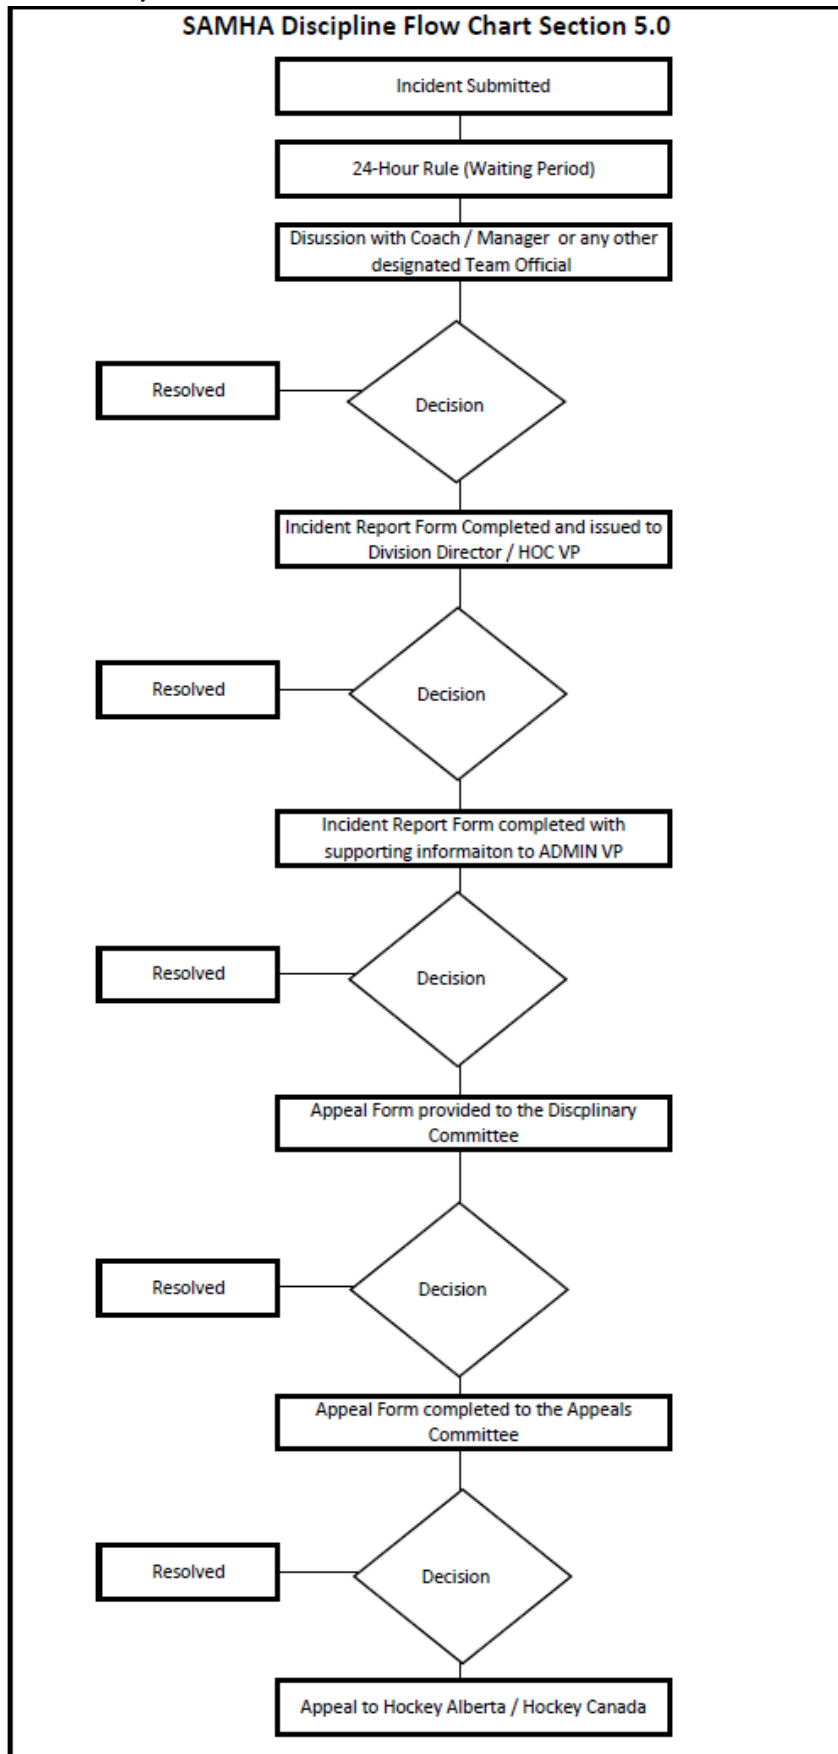 SAMHA Discipline Flow Chart Section 5.0
Incident Submitted
24-Hour Rule (Waiting Period)
Disussion with Coach / Manager or any other
designated Team Official
Resolved
Decision
Incident Report Form Completed and issued to
Division Director / HOC VP
Resolved
Decision
Incident Report Form completed with
supporting informaiton to ADMIN VP
Resolved
Decision
Appeal Form provided to the Discplinary
Committee
Resolved
Decision
Appeal Form completed to the Appeals
Committee
Resolved
Decision
Appeal to Hockey Alberta / Hockey Canada